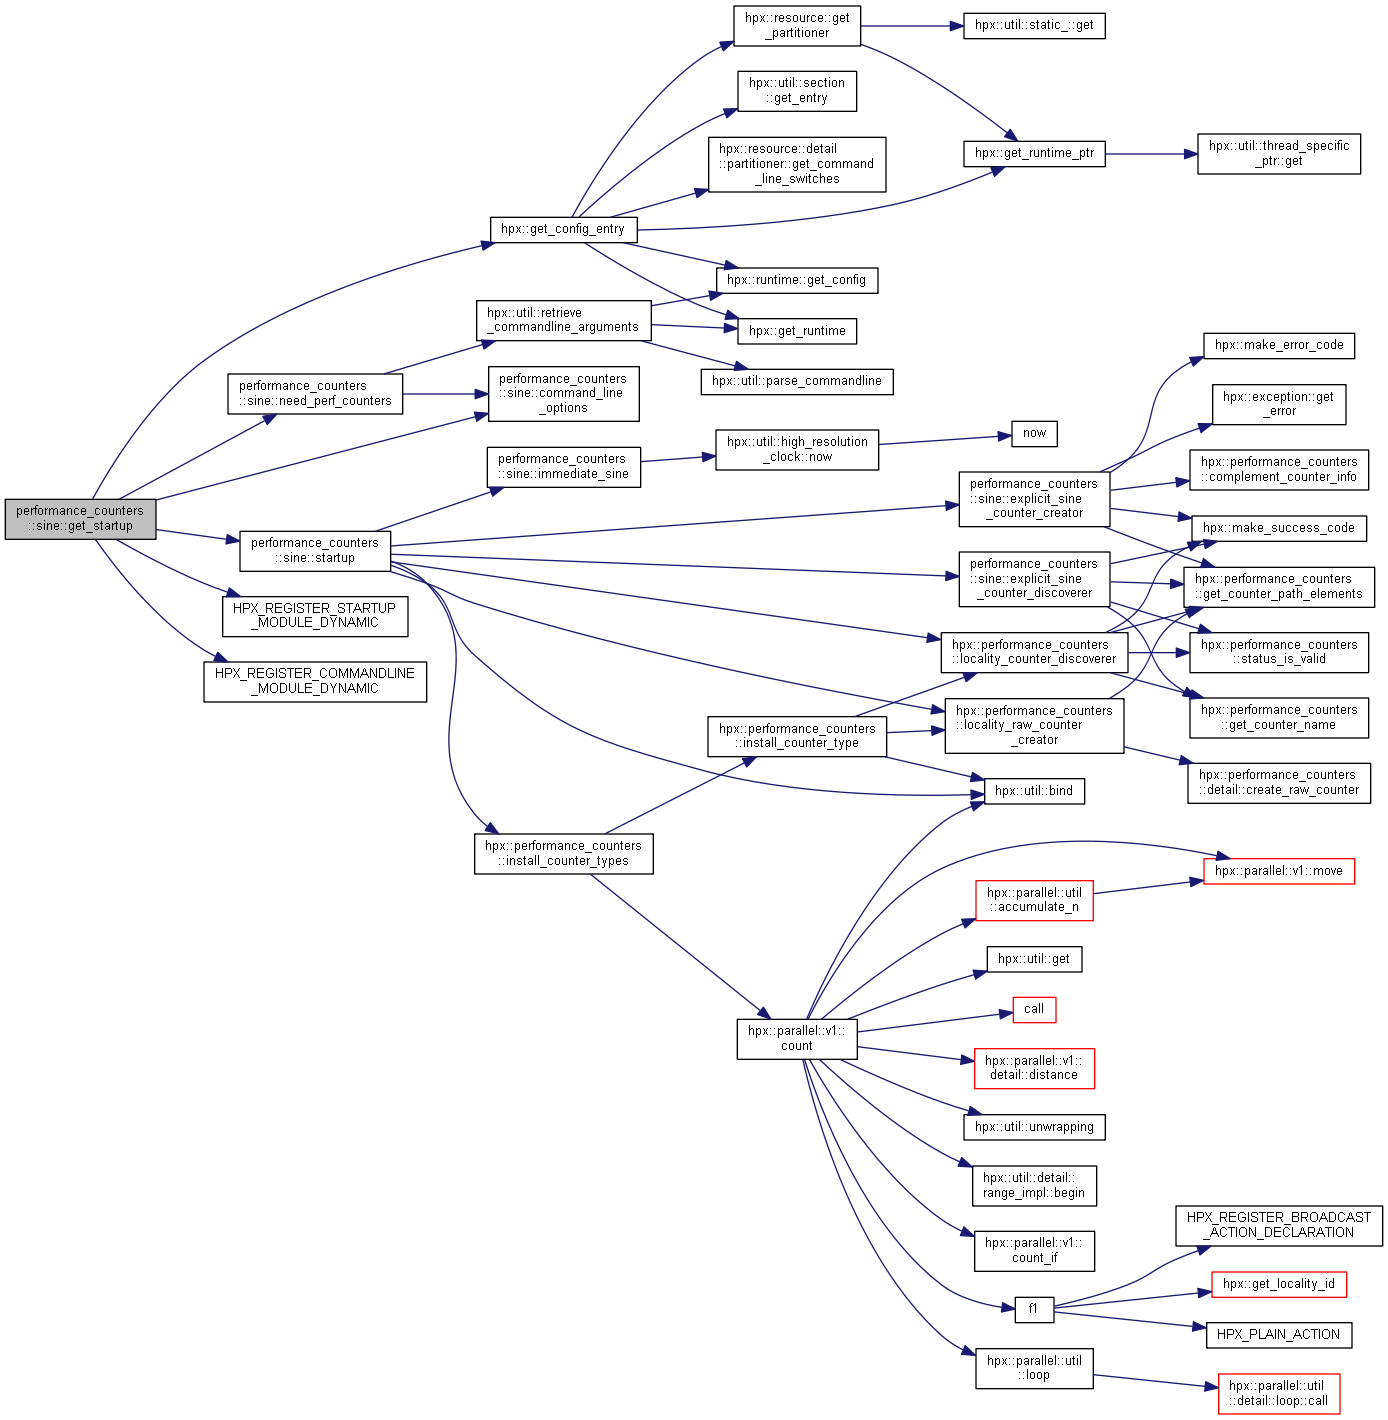 hpx::resource::get
_partitioner
hpx::util::static_::get
hpx::util::section
::get_entry
hpx::resource::detail
::partitioner::get_command
_line_switches
hpx::get_runtime_ptr
hpx::util::thread_specific
_ptr::get
hpx::get_config_entry
hpx::runtime::get_config
hpx::util::retrieve
_commandline_arguments
hpx::get_runtime
hpx::util::parse_commandline
performance_counters
::sine::need_perf_counters
performance_counters
::sine::command_line
_options
hpx::make_error_code
hpx::exception::get
_error
now
hpx::util::high_resolution
_clock::now
performance_counters
::sine::immediate_sine
hpx::performance_counters
::complement_counter_info
performance_counters
::sine::explicit_sine
_counter_creator
performance_counters
::sine::get_startup
hpx::make_success_code
performance_counters
::sine::startup
performance_counters
::sine::explicit_sine
_counter_discoverer
hpx::performance_counters
::get_counter_path_elements
HPX_REGISTER_STARTUP
_MODULE_DYNAMIC
hpx::performance_counters
::locality_counter_discoverer
hpx::performance_counters
::status_is_valid
HPX_REGISTER_COMMANDLINE
_MODULE_DYNAMIC
hpx::performance_counters
::locality_raw_counter
_creator
hpx::performance_counters
::get_counter_name
hpx::performance_counters
::install_counter_type
hpx::performance_counters
::detail::create_raw_counter
hpx::util::bind
hpx::performance_counters
::install_counter_types
hpx::parallel::v1::move
hpx::parallel::util
::accumulate_n
hpx::util::get
call
hpx::parallel::v1::
count
hpx::parallel::v1::
detail::distance
hpx::util::unwrapping
hpx::util::detail::
range_impl::begin
hpx::parallel::v1::
count_if
HPX_REGISTER_BROADCAST
_ACTION_DECLARATION
hpx::get_locality_id
f1
HPX_PLAIN_ACTION
hpx::parallel::util
::loop
hpx::parallel::util
::detail::loop::call